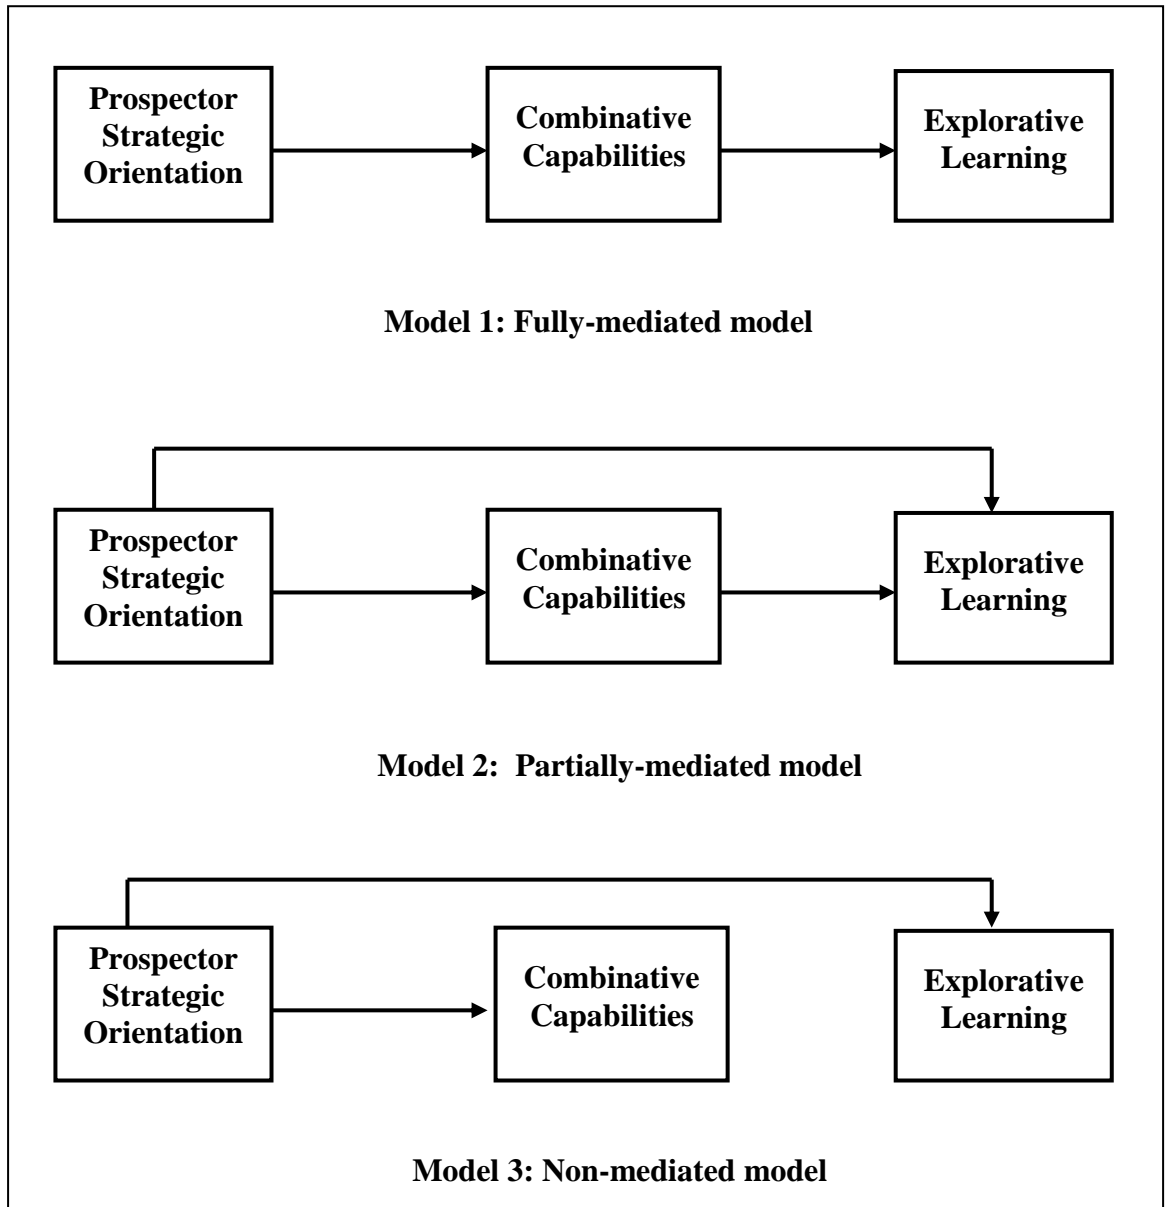 Prospector
Strategic
Orientation
Combinative
Capabilities
Explorative
Learning
Model 1: Fully-mediated model
Prospector
Strategic
Orientation
Combinative
Capabilities
Explorative
Learning
Model 2:  Partially-mediated model
Prospector
Strategic
Orientation
Combinative
Capabilities
Explorative
Learning
Model 3: Non-mediated model